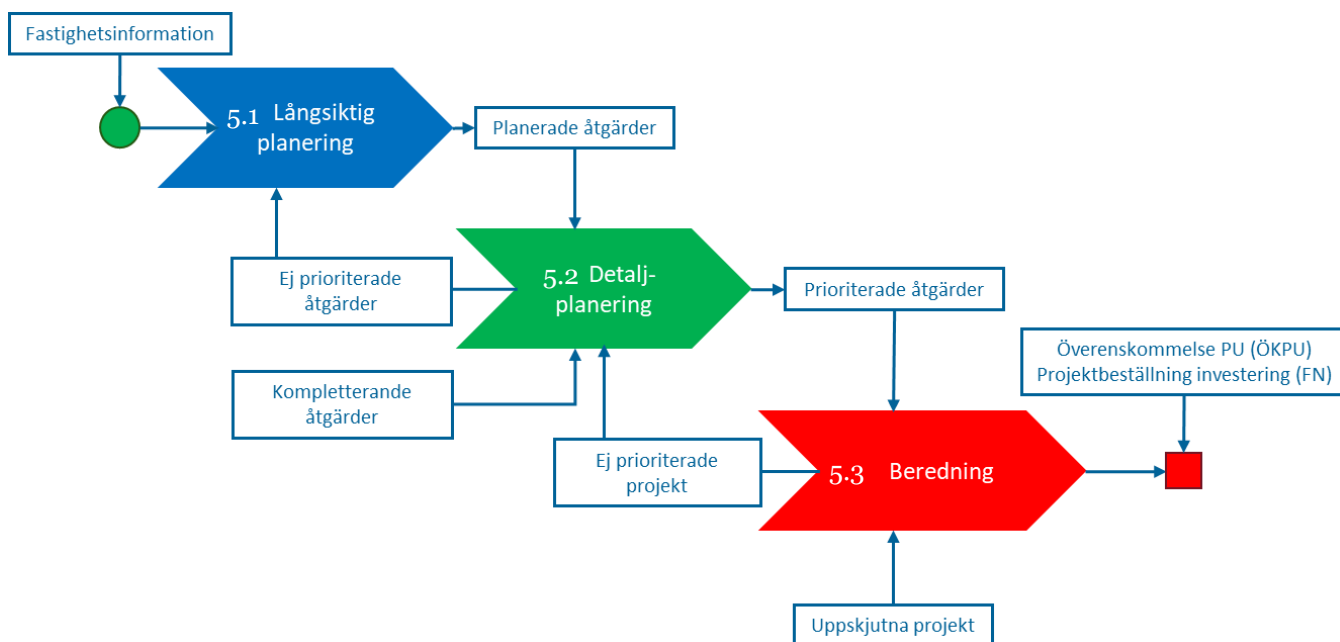 Fastighetsinformation
5.1 Långsiktig
planering
Planerade åtgärder
Ej prioriterade
åtgärder
5.2 Detalj-
planering
Prioriterade åtgärder
Kompletterande
åtgärder
Överenskommelse PU (ÖKPU)
Projektbeställning investering (FN)
Ej prioriterade
projekt
5.3 Beredning
Uppskjutna projekt